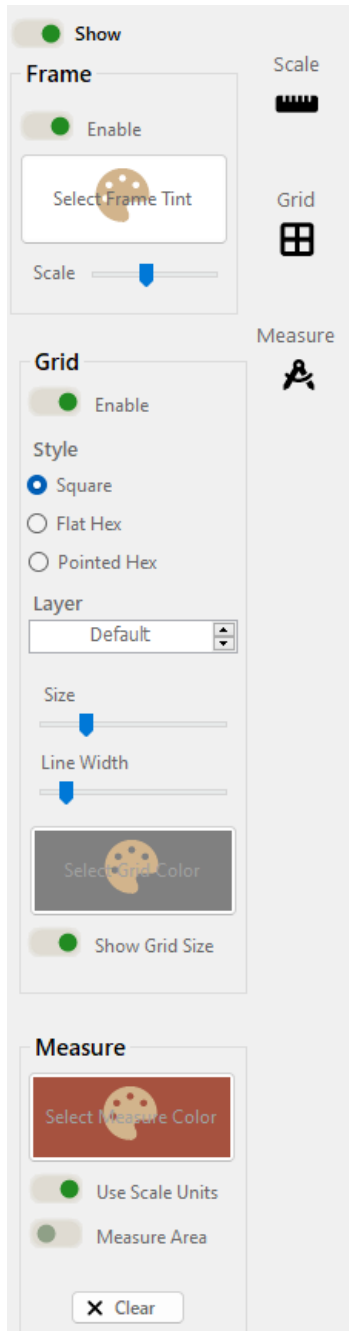 Show
Frame
Enable
Select Frame Tint
Scale
Grid
Enable
Style
Square
Flat Hex
Pointed Hex
Layer
Default
Size
Line Width
Select Grid Color
Show Grid Size
Measure
Select Measure Color
Use Scale Units
Measure Area
Clear
Scale
Grid
Measure